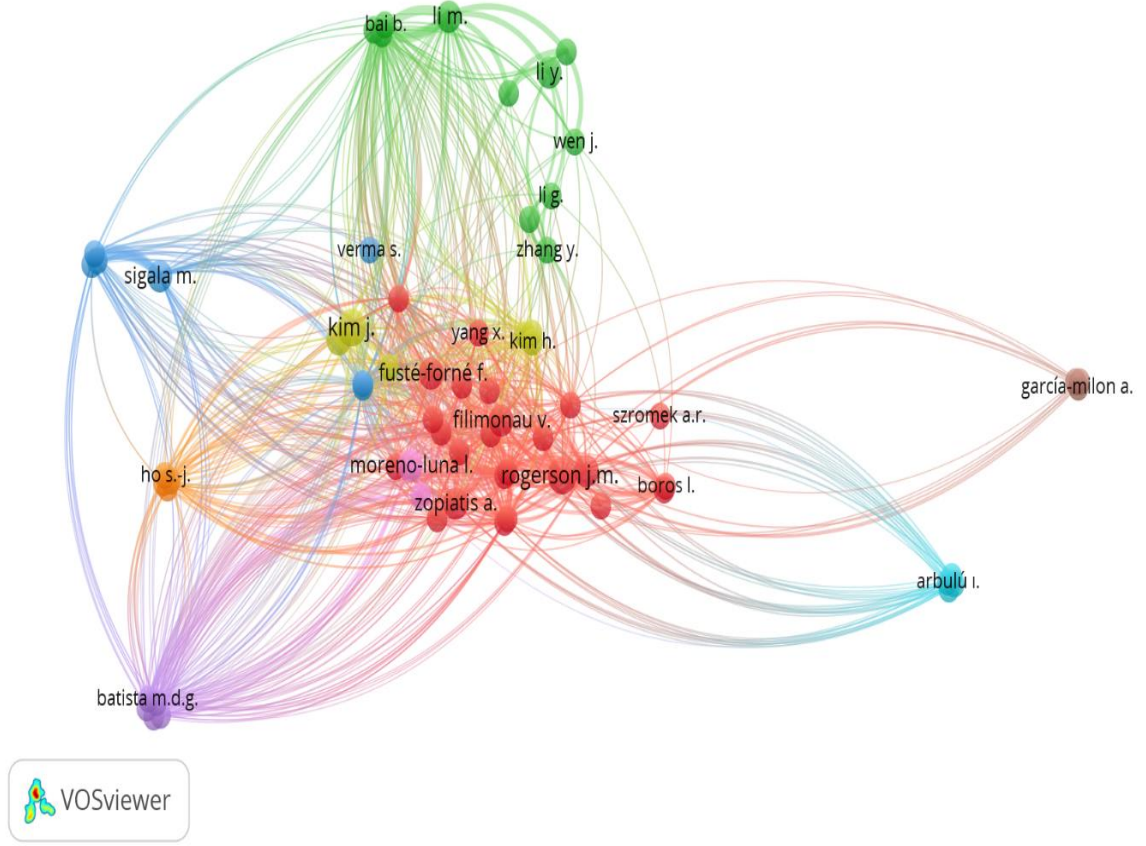 bai b.
li m.
li y.
wen j.
li g.
verma s.
zhang y.
sigala m.
kim j.
yang x.
kim h.
fusté-forné f.
garcía-milon a.
filimonau v.
szromek a.r.
moreno-luna l.
ho s.-j.
rogerson j.m.
boros l.
zopiatis a.
arbulú i.
batista m.d.g.
VOSviewer